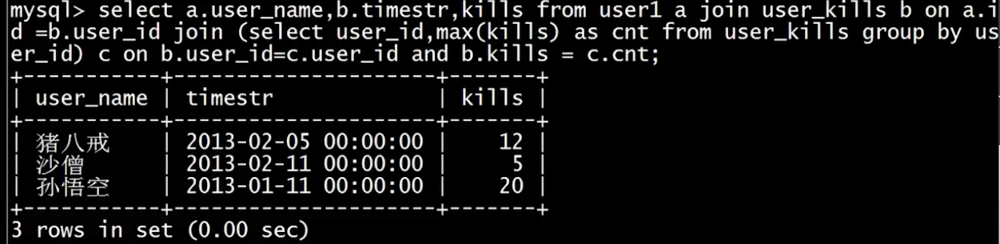 mysql> select a.user_name,b.timestr,kills from user1 a join user_kills b on a.i
d =b.user_id join (select user_id,max(kills) as cnt from user_kills group by us
er_id) c on b.user_id=c.user_id and b.kills = c.cnt;
+-----------+---------------------+-------+
| user_name | timestr             | kills |
+-----------+---------------------+-------+
| 猪八戒    | 2013-02-05 00:00:00 |    12 |
| 沙僧      | 2013-02-11 00:00:00 |     5 |
| 孙悟空    | 2013-01-11 00:00:00 |    20 |
+-----------+---------------------+-------+
3 rows in set (0.00 sec)